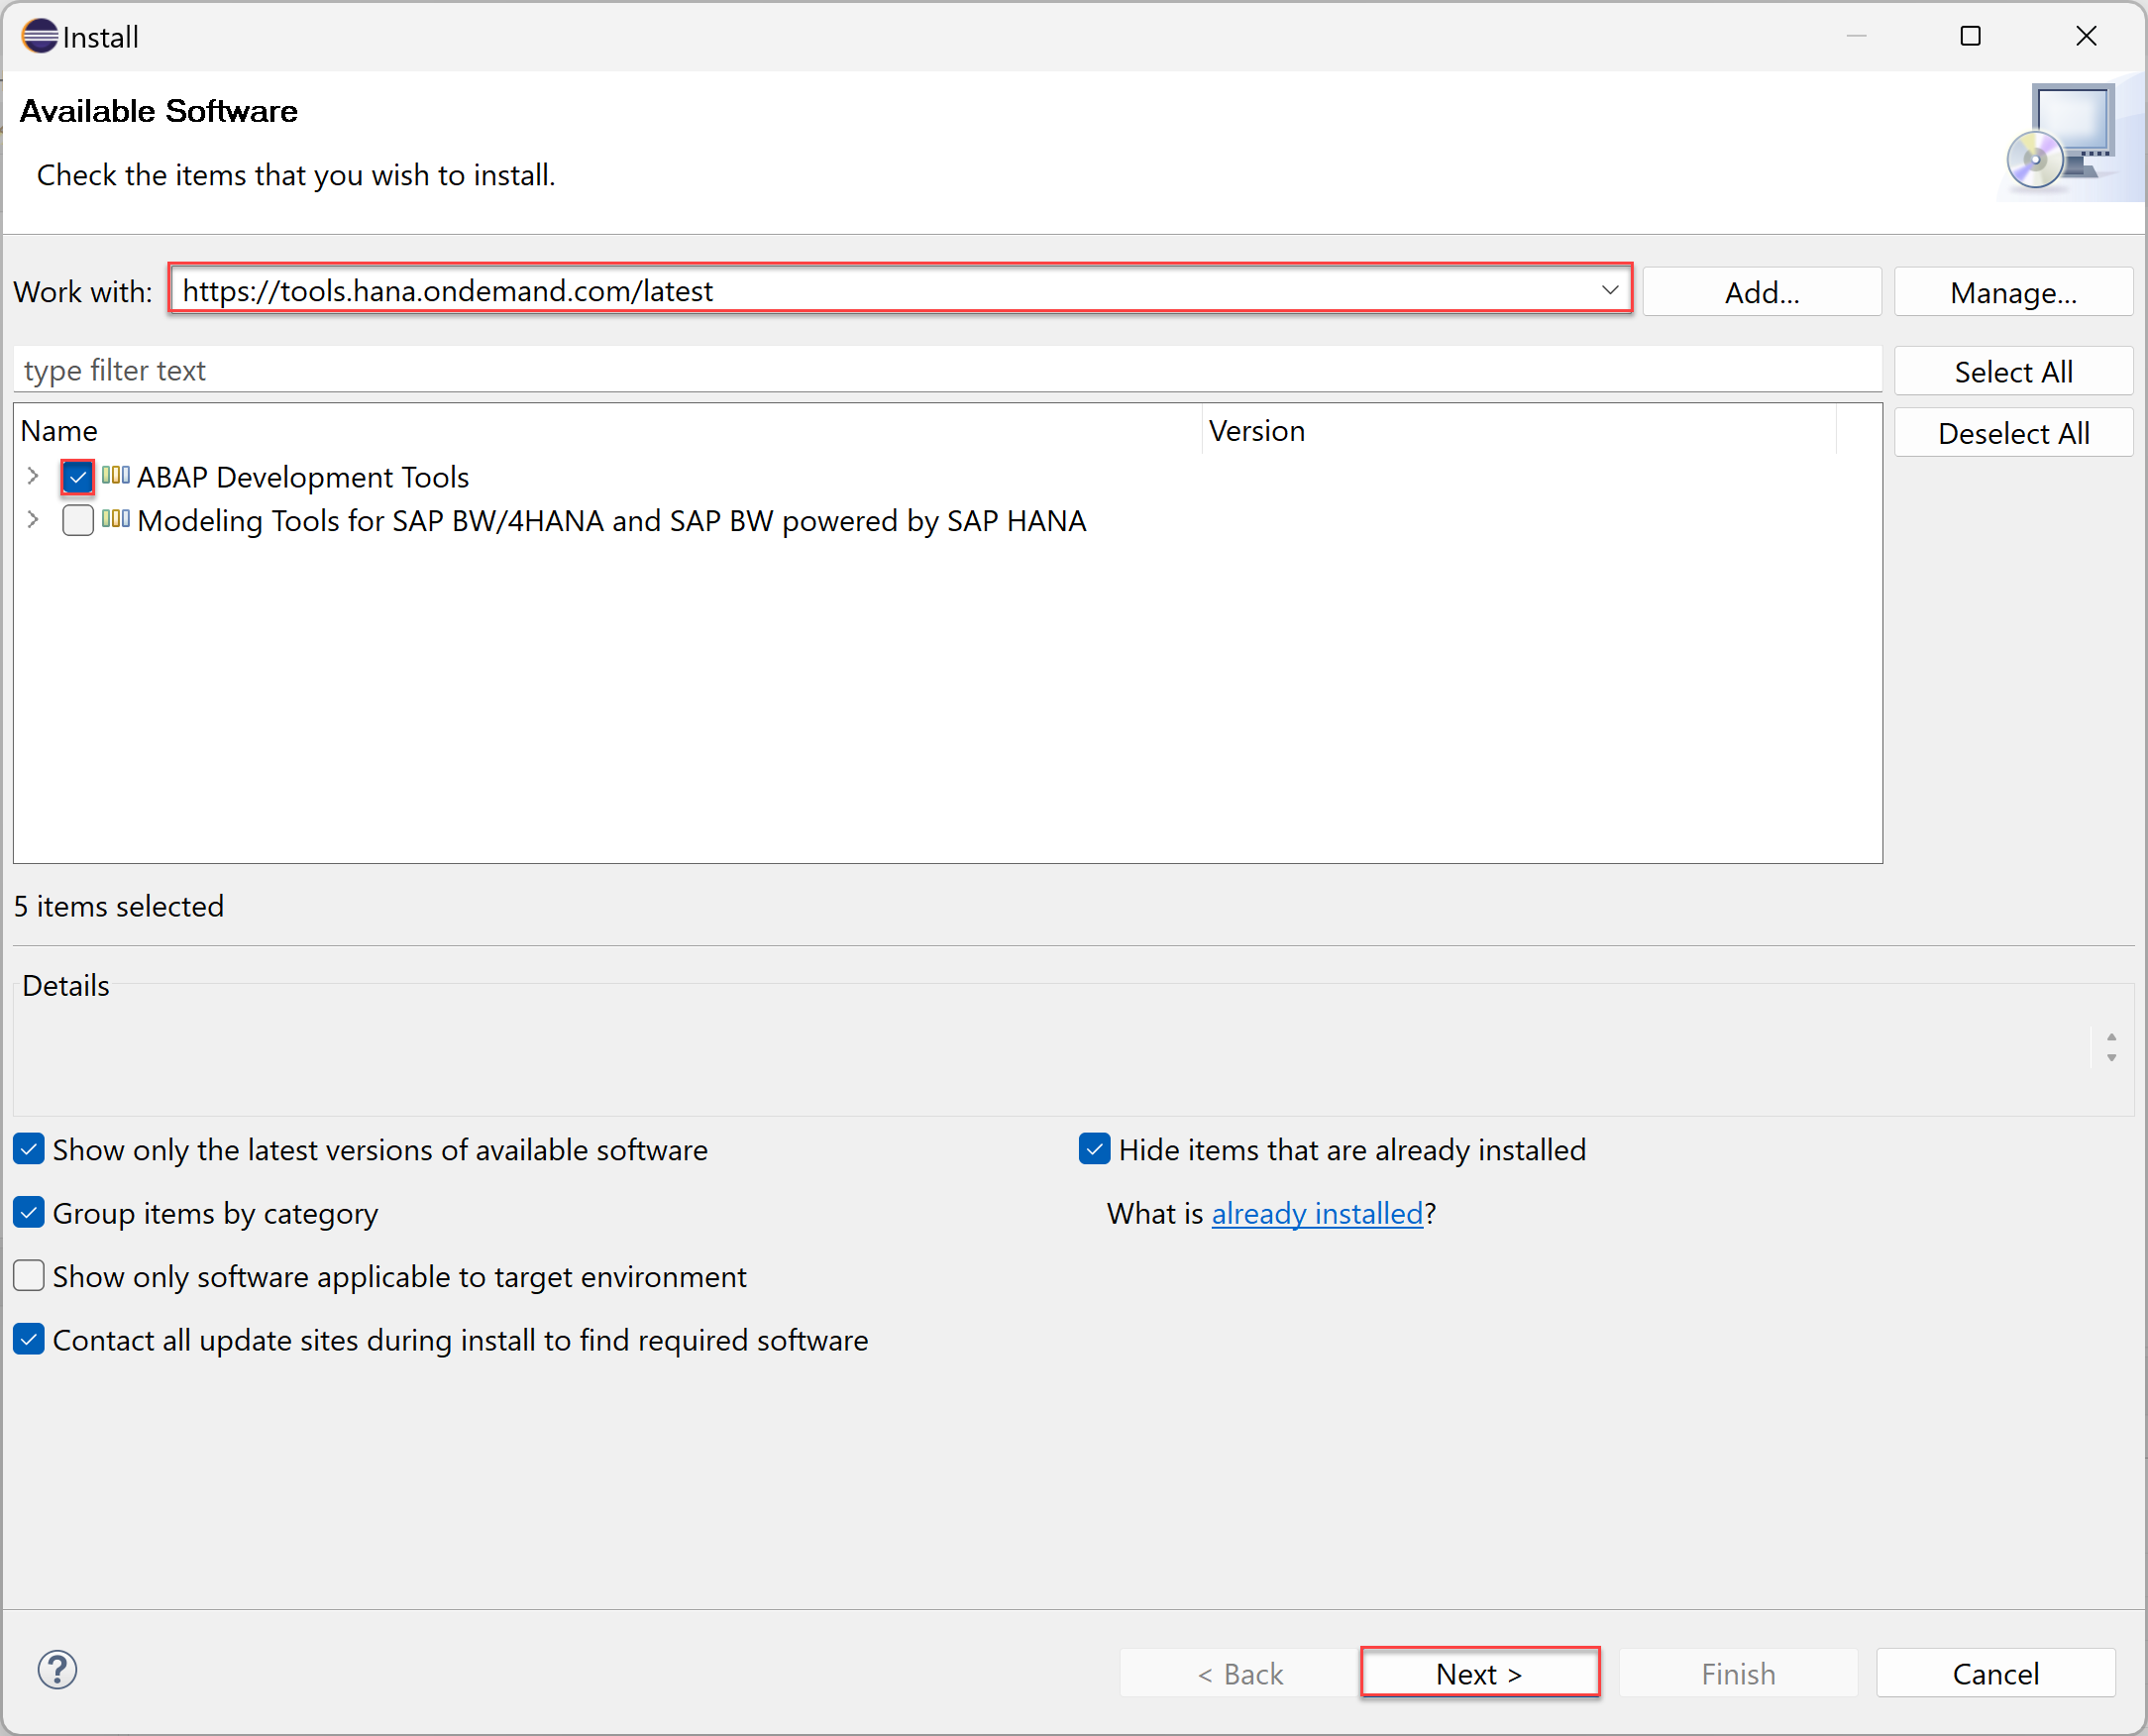 Install
Available Software
Check the items that you wish to install.
Work with: https://tools.hana.ondemand.com/latest Add... Manage...
type filter text Select All
Name Version Deselect All
ABAP Development Tools
Modeling Tools for SAP BW/4HANA and SAP BW powered by SAP HANA
5 items selected
Details
Show only the latest versions of available software Hide items that are already installed
Group items by category What is already installed?
Show only software applicable to target environment
Contact all update sites during install to find required software
? < Back Next > Finish Cancel